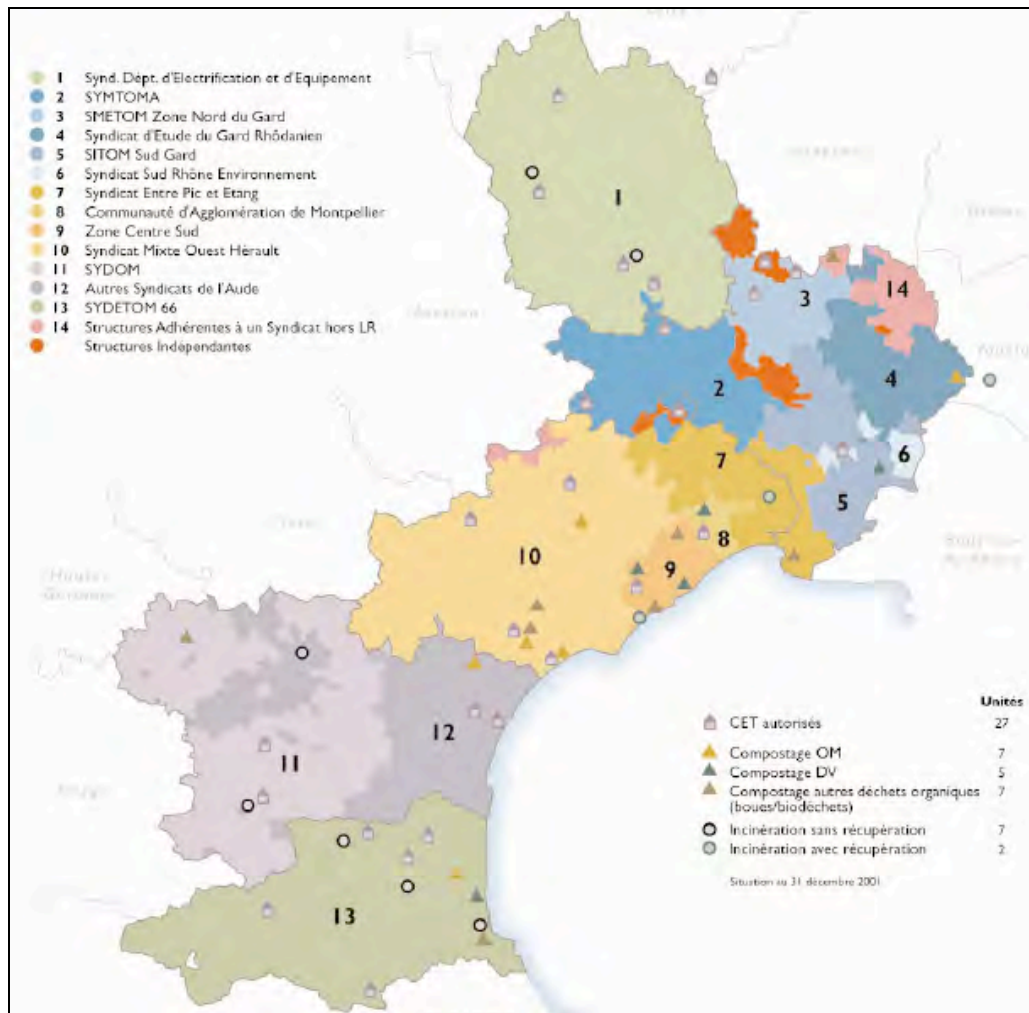 1 Synd. Dépt. d'Electrification et d'Equipement
2 SYMTOMA
3 SMETOM Zone Nord du Gard
4 Syndicat d'Etude du Gard Rhôdanien
5 SITOM Sud Gard
6 Syndicat Sud Rhône Environnement
7 Syndicat Entre Pic et Etang
8 Communauté d'Agglomération de Montpellier
9 Zone Centre Sud
10 Syndicat Mixte Ouest Hérault
11 SYDOM
12 Autres Syndicats de l'Aude
13 SYDETOM 66
14 Structures Adhérentes à un Syndicat hors LR
Structures Indépendantes
1
3
14
2
4
7
6
5
8
9
10
12
11
13
Unités
CET autorisés 27
Compostage OM 7
Compostage DV 5
Compostage autres déchets organiques 7
(boues/biodéchets)
Incinération sans récupération 7
Incinération avec récupération 2
Situation au 31 décembre 2001